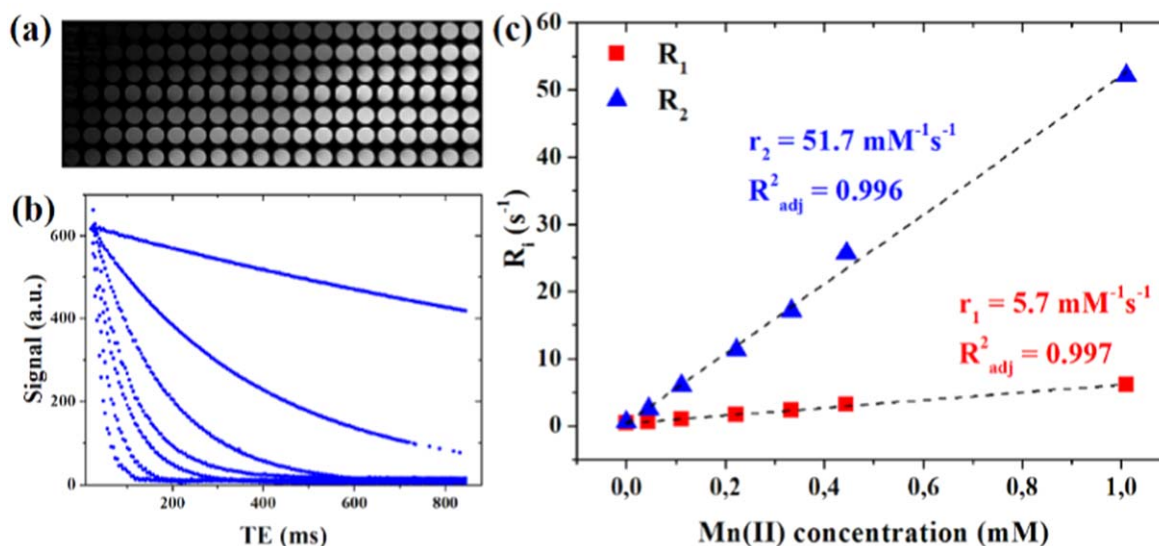 (a)
(b)
600
400
200
0
200
400
600
800
Signal (a.u.)
TE (ms)
(c)
60
50
40
30
20
10
0
R₁
R₂
r₂ = 51.7 mM⁻¹s⁻¹
R²adj = 0.996
r₁ = 5.7 mM⁻¹s⁻¹
R²adj = 0.997
Rᵢ (s⁻¹)
0,0
0,2
0,4
0,6
0,8
1,0
Mn(II) concentration (mM)